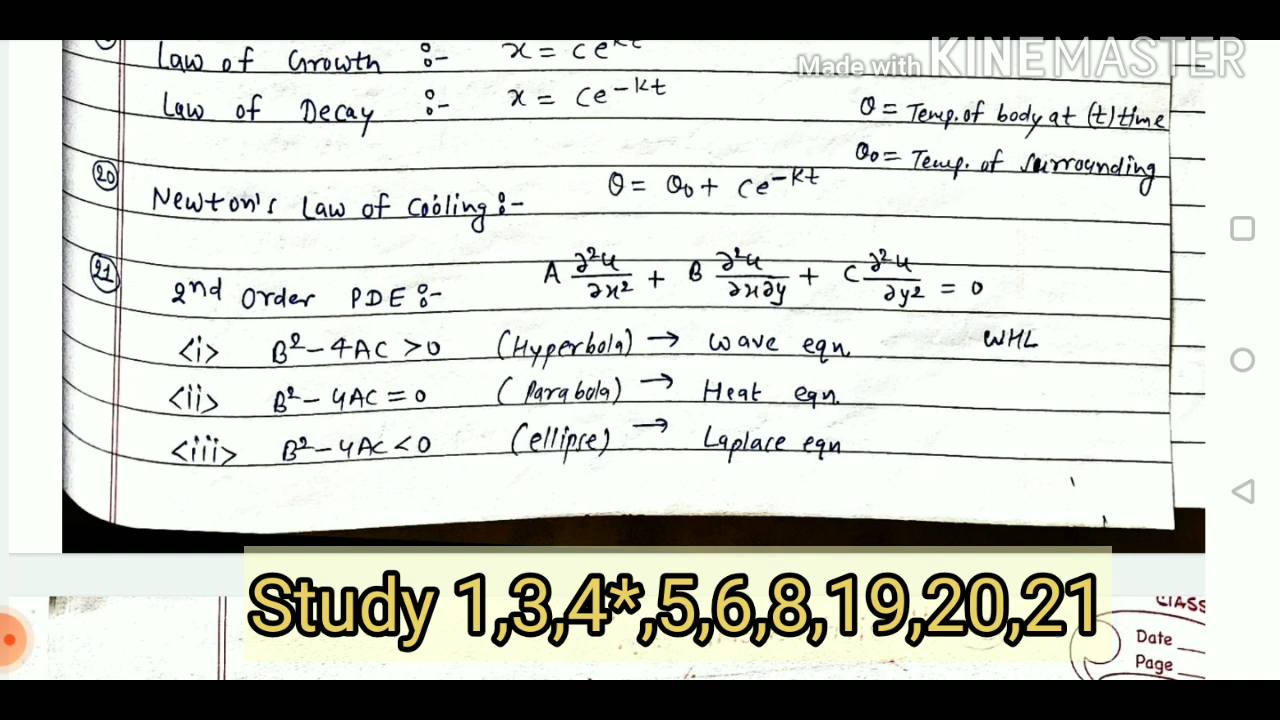 Law of Growth :- x = ce^kt
Made with KINEMASTER
Law of Decay :- x = ce^-kt
θ = Temp. of body at (t) time
θ₀ = Temp. of surrounding
20 Newton's Law of Cooling :- θ = θ₀ + ce^-kt
21 2nd Order PDE :- A ∂²u/∂x² + B ∂²u/∂x∂y + C ∂²u/∂y² = 0
<i> B²-4AC >0 (Hyperbola) → wave eqn. WHL
<ii> B²-4AC = 0 (Parabola) → Heat eqn.
<iii> B²-4AC <0 (ellipse) → Laplace eqn
Study 1,3,4*,5,6,8,19,20,21
Date
Page